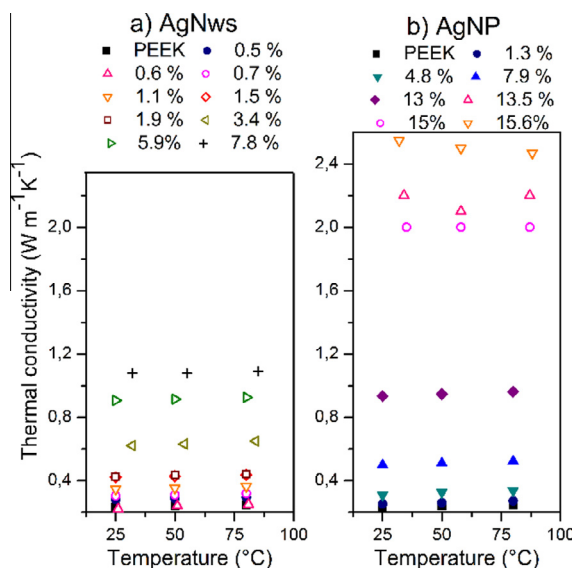 a) AgNws
PEEK 0.5 %
0.6 % 0.7 %
1.1 % 1.5 %
1.9 % 3.4 %
5.9% 7.8 %
b) AgNP
PEEK 1.3 %
4.8 % 7.9 %
13 % 13.5 %
15% 15.6%
Thermal conductivity (W m⁻¹K⁻¹)
2,0
1,6
1,2
0,8
0,4
25 50 75 100
Temperature (°C)
2,4
2,0
1,6
1,2
0,8
0,4
25 50 75 100
Temperature (°C)